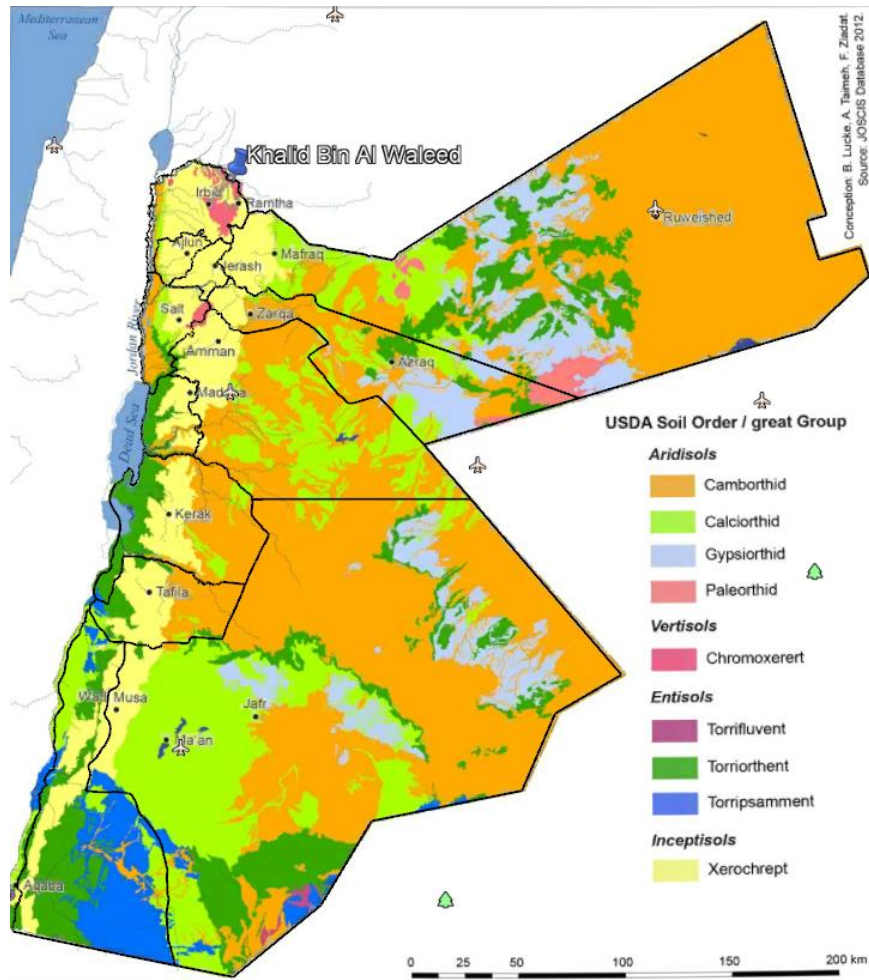 Mediterranean
Sea
Conception: B. Lucke, A. Taimeh, F. Ziadat.
Source: JOSCIS Database 2012.
Khalid Bin Al Waleed
Irbid
Ramtha
Ruweished
Ajlun
Jerash
Mafraq
Jordan River
Salt
Zarqa
Amman
Azraq
Madaba
Dead Sea
Kerak
Tafila
Wadi Musa
Jafr
Ma'an
Aqaba
USDA Soil Order / great Group
Aridisols
Camborthid
Calciorthid
Gypsiorthid
Paleorthid
Vertisols
Chromoxerert
Entisols
Torrifluvent
Torriorthent
Torripsamment
Inceptisols
Xerochrept
0 25 50 100 150 200 km